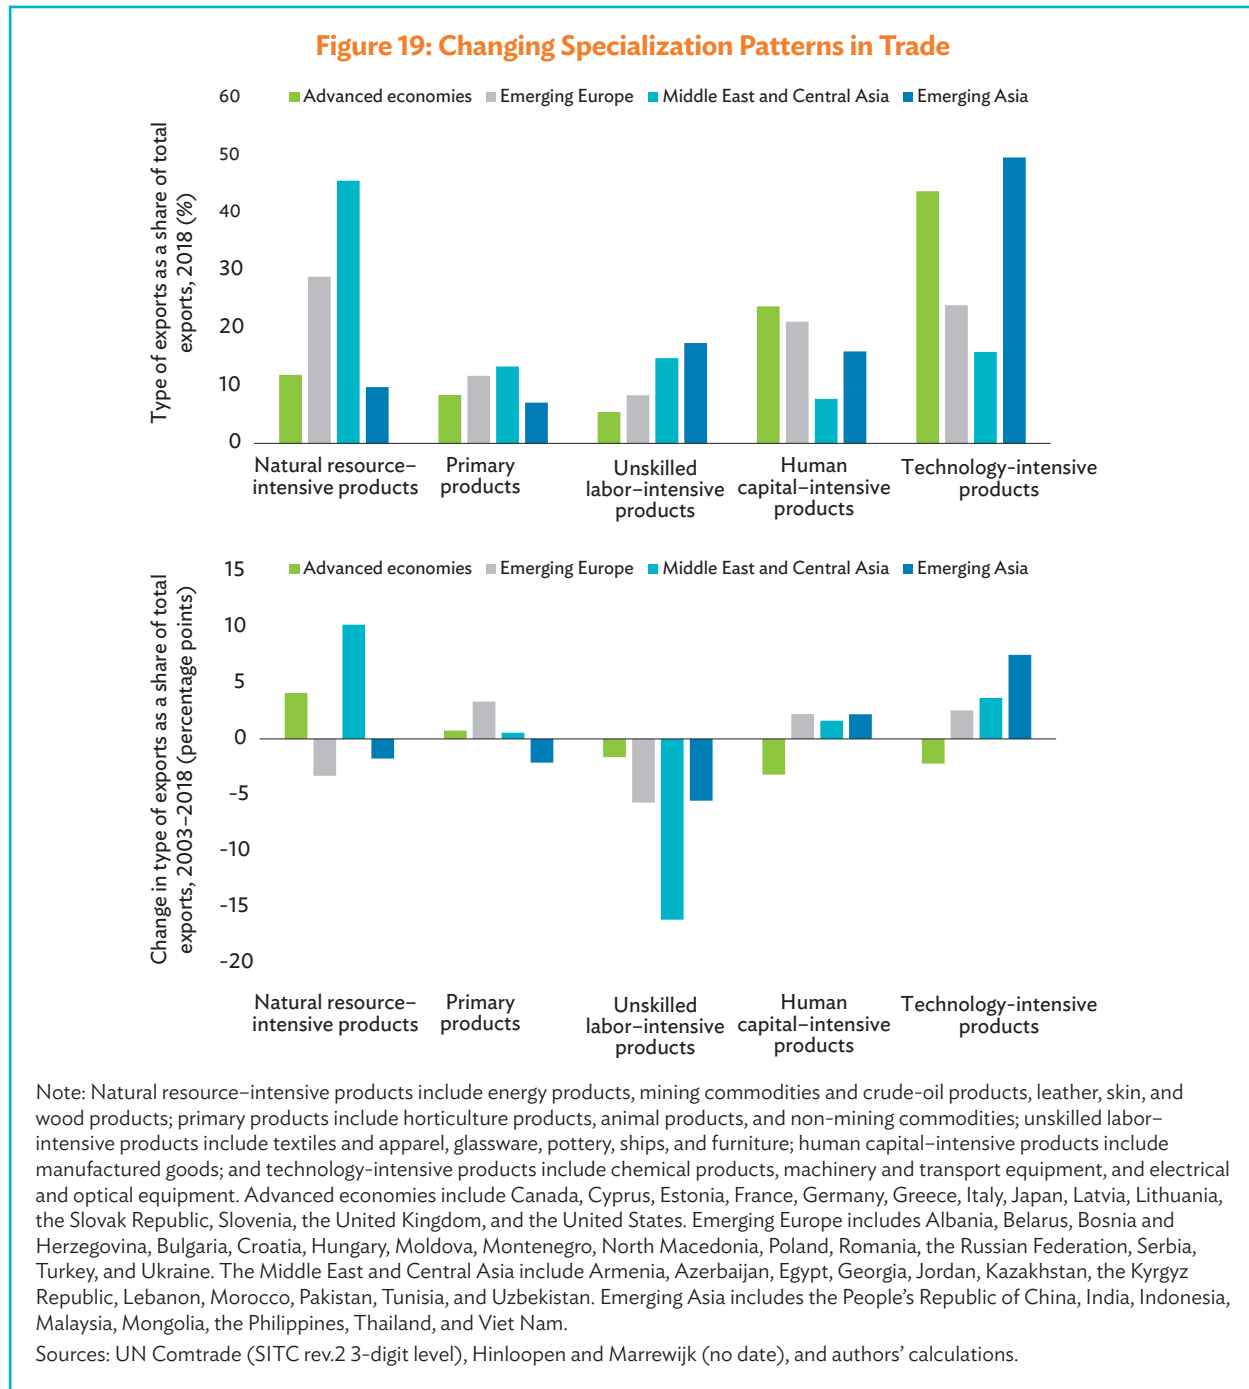 Figure 19: Changing Specialization Patterns in Trade
Advanced economies Emerging Europe Middle East and Central Asia Emerging Asia
Type of exports as a share of total
exports, 2018 (%)
60
50
40
30
20
10
0
Natural resource–
intensive products
Primary
products
Unskilled
labor–intensive
products
Human
capital–intensive
products
Technology-intensive
products
Advanced economies Emerging Europe Middle East and Central Asia Emerging Asia
Change in type of exports as a share of total
exports, 2003–2018 (percentage points)
15
10
5
0
-5
-10
-15
-20
Natural resource–
intensive products
Primary
products
Unskilled
labor–intensive
products
Human
capital–intensive
products
Technology-intensive
products
Note: Natural resource–intensive products include energy products, mining commodities and crude-oil products, leather, skin, and
wood products; primary products include horticulture products, animal products, and non-mining commodities; unskilled labor–
intensive products include textiles and apparel, glassware, pottery, ships, and furniture; human capital–intensive products include
manufactured goods; and technology-intensive products include chemical products, machinery and transport equipment, and electrical
and optical equipment. Advanced economies include Canada, Cyprus, Estonia, France, Germany, Greece, Italy, Japan, Latvia, Lithuania,
the Slovak Republic, Slovenia, the United Kingdom, and the United States. Emerging Europe includes Albania, Belarus, Bosnia and
Herzegovina, Bulgaria, Croatia, Hungary, Moldova, Montenegro, North Macedonia, Poland, Romania, the Russian Federation, Serbia,
Turkey, and Ukraine. The Middle East and Central Asia include Armenia, Azerbaijan, Egypt, Georgia, Jordan, Kazakhstan, the Kyrgyz
Republic, Lebanon, Morocco, Pakistan, Tunisia, and Uzbekistan. Emerging Asia includes the People’s Republic of China, India, Indonesia,
Malaysia, Mongolia, the Philippines, Thailand, and Viet Nam.
Sources: UN Comtrade (SITC rev.2 3-digit level), Hinloopen and Marrewijk (no date), and authors’ calculations.